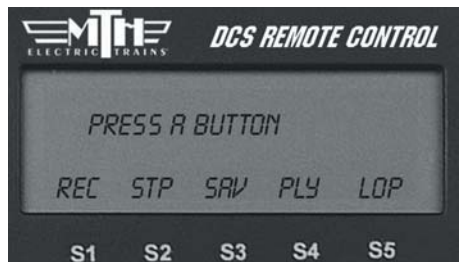 MTH
ELECTRIC TRAINS
DCS REMOTE CONTROL
PRESS A BUTTON
REC STP SAV PLY LOP
S1 S2 S3 S4 S5